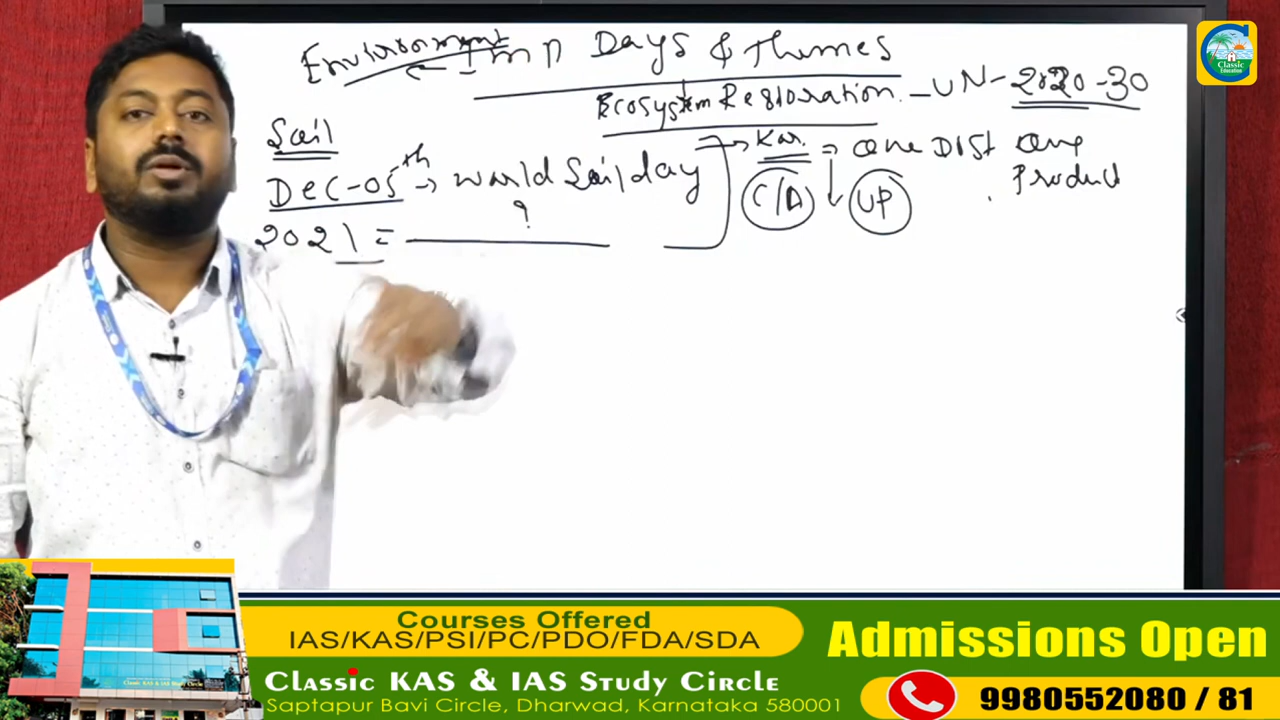 Environment Imp Days & Themes
Ecosystem Restoration - UN - 2020-30
Soil
Dec-05th → World Soil day
2021 = ?
Kar. → One Dist One Product
C/A
UP
Classic
Education
Courses Offered
IAS/KAS/PSI/PC/PDO/FDA/SDA
Classic KAS & IAS Study Circle
Saptapur Bavi Circle, Dharwad, Karnataka 580001
Admissions Open
9980552080 / 81